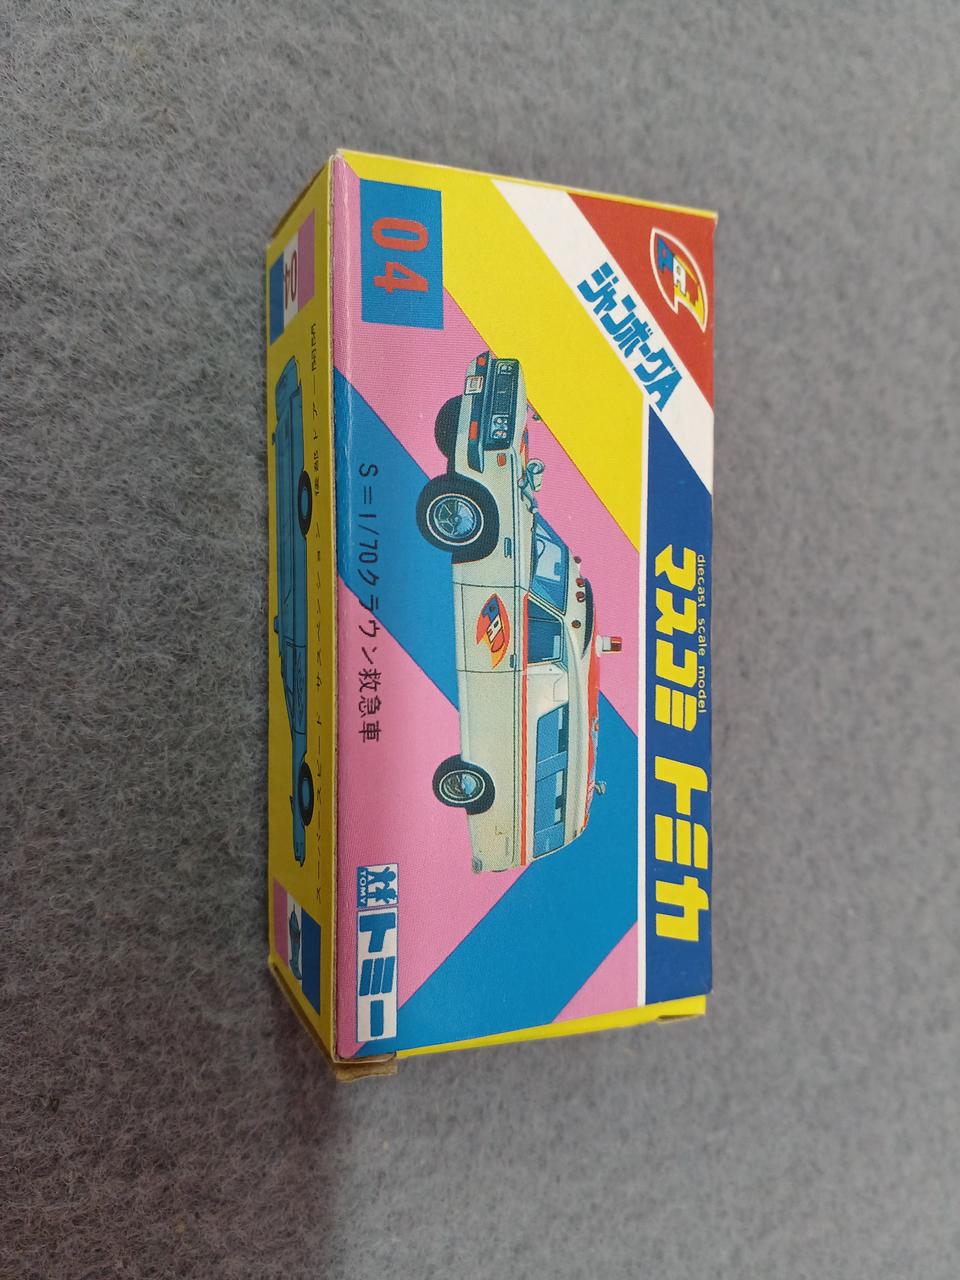 PAT
ジャンボーグA
diecast scale model
マスコミ トミカ
04
S=1/70クラウン救急車
TOMY
トミー
04